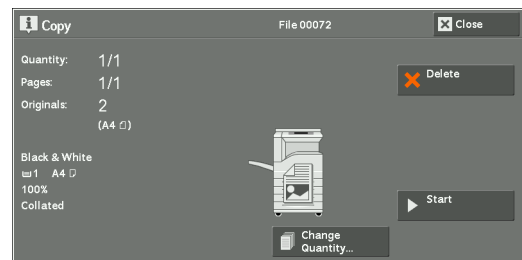 Copy
File 00072
Close
Quantity: 1/1
Pages: 1/1
Originals: 2
(A4)
Black & White
1 A4
100%
Collated
Delete
Start
Change
Quantity...